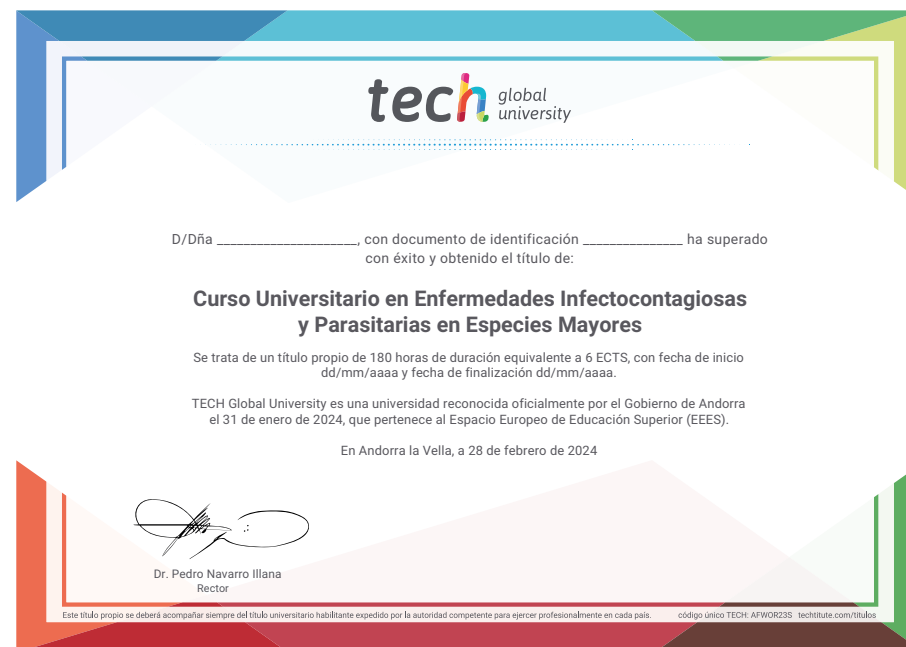 tech global
university
D/Dña _____________________, con documento de identificación _______________ ha superado
con éxito y obtenido el título de:
Curso Universitario en Enfermedades Infectocontagiosas
y Parasitarias en Especies Mayores
Se trata de un título propio de 180 horas de duración equivalente a 6 ECTS, con fecha de inicio
dd/mm/aaaa y fecha de finalización dd/mm/aaaa.
TECH Global University es una universidad reconocida oficialmente por el Gobierno de Andorra
el 31 de enero de 2024, que pertenece al Espacio Europeo de Educación Superior (EEES).
En Andorra la Vella, a 28 de febrero de 2024
Dr. Pedro Navarro Illana
Rector
Este título propio se deberá acompañar siempre del título universitario habilitante expedido por la autoridad competente para ejercer profesionalmente en cada país. código único TECH: AFWOR23S techtitute.com/titulos